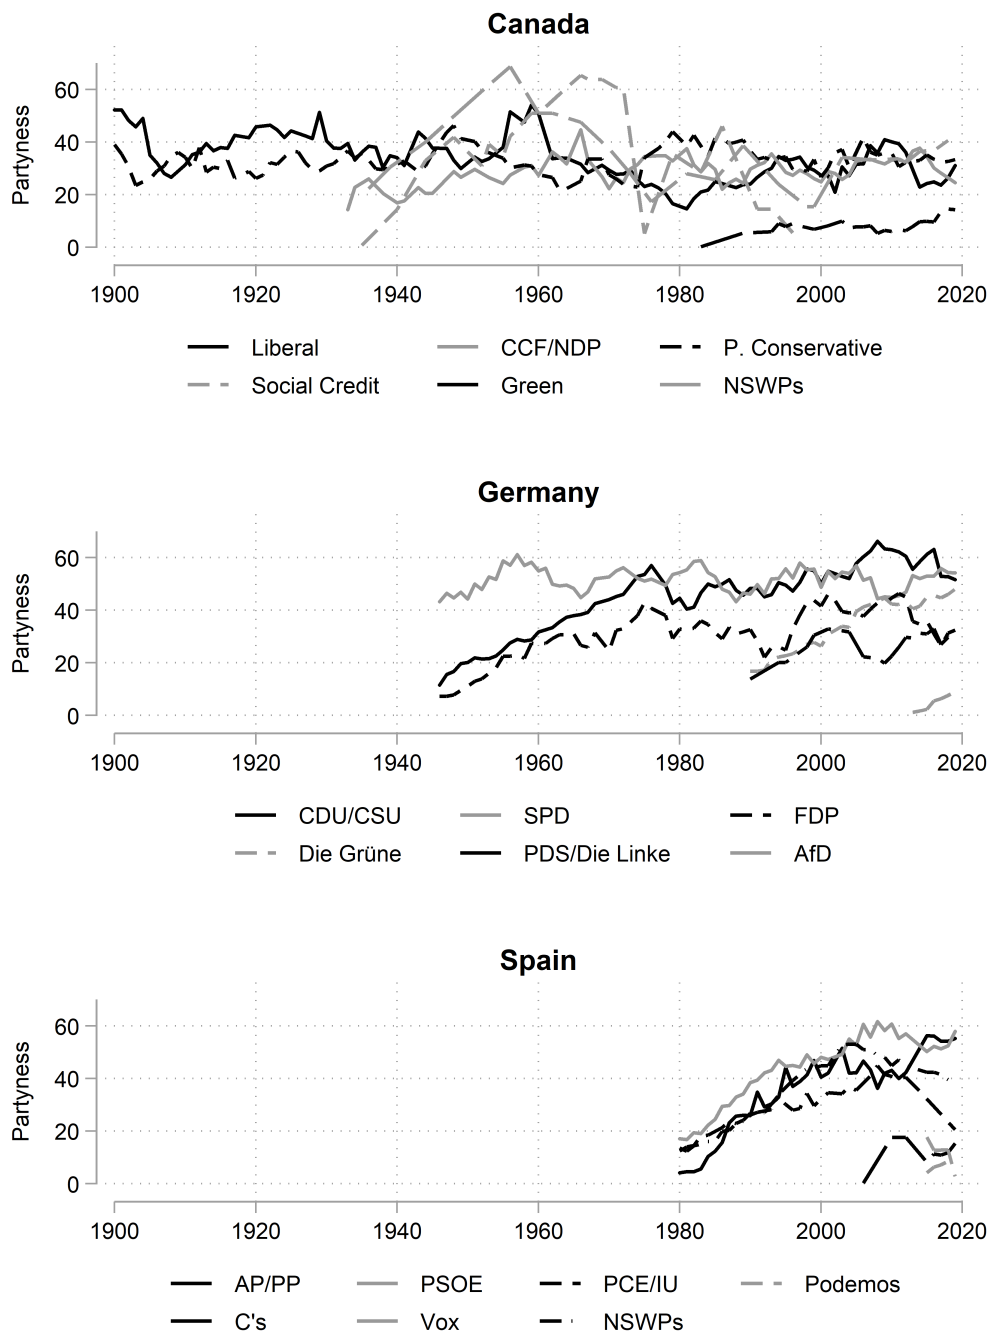 Canada
Partyness
60
40
20
0
1900 1920 1940 1960 1980 2000 2020
Liberal CCF/NDP P. Conservative
Social Credit Green NSWPs
Germany
Partyness
60
40
20
0
1900 1920 1940 1960 1980 2000 2020
CDU/CSU SPD FDP
Die Grüne PDS/Die Linke AfD
Spain
Partyness
60
40
20
0
1900 1920 1940 1960 1980 2000 2020
AP/PP PSOE PCE/IU Podemos
C's Vox NSWPs